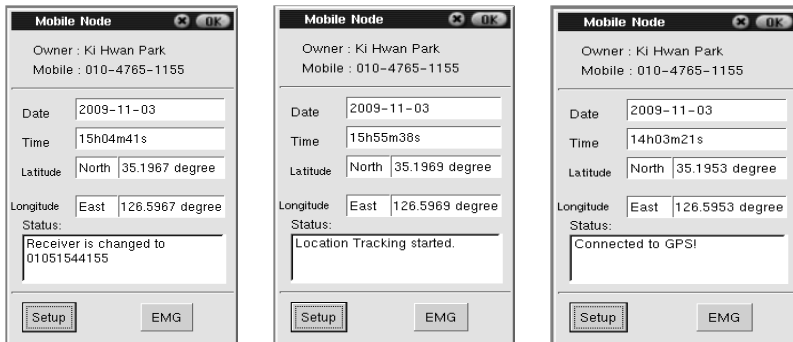 Mobile Node OK
Owner : Ki Hwan Park
Mobile : 010-4765-1155
Date 2009-11-03
Time 15h04m41s
Latitude North 35.1967 degree
Longitude East 126.5967 degree
Status:
Receiver is changed to
01051544155
Setup EMG
Mobile Node OK
Owner : Ki Hwan Park
Mobile : 010-4765-1155
Date 2009-11-03
Time 15h55m38s
Latitude North 35.1969 degree
Longitude East 126.5969 degree
Status:
Location Tracking started.
Setup EMG
Mobile Node OK
Owner : Ki Hwan Park
Mobile : 010-4765-1155
Date 2009-11-03
Time 14h03m21s
Latitude North 35.1953 degree
Longitude East 126.5953 degree
Status:
Connected to GPS!
Setup EMG